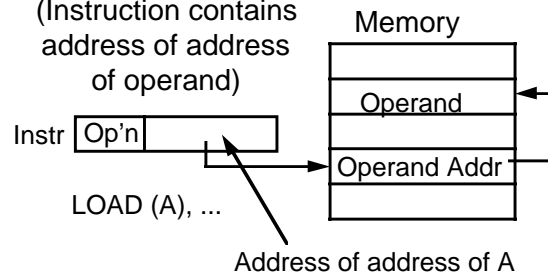 (Instruction contains
address of address
of operand)
Memory
Operand
Instr Op'n
Operand Addr
LOAD (A), ...
Address of address of A